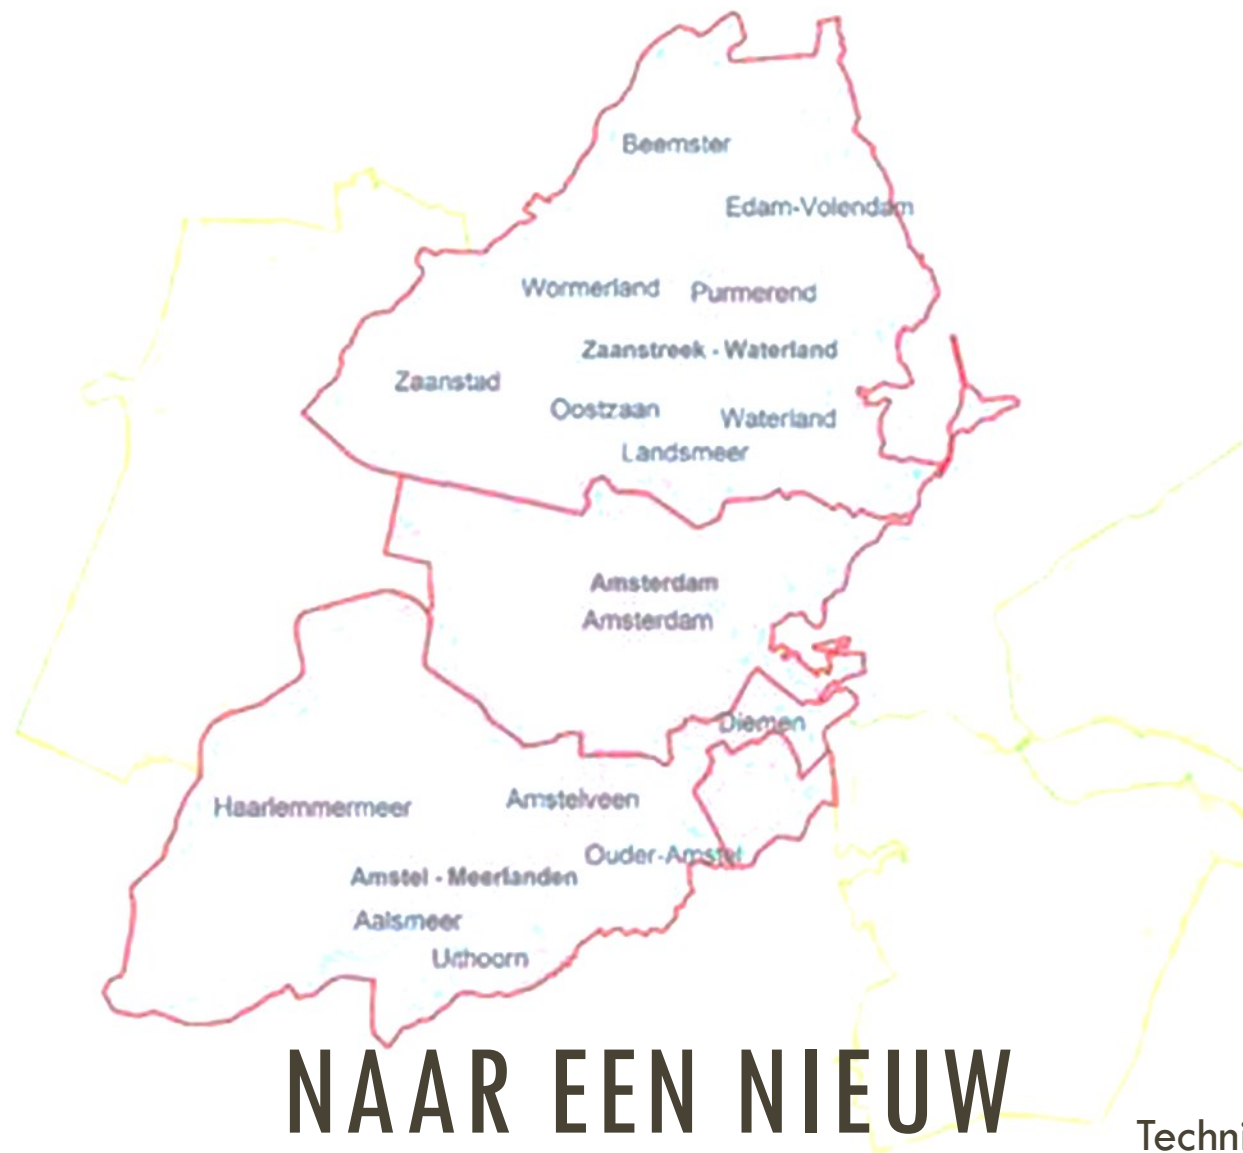 Beemster
Edam-Volendam
Wormerland Purmerend
Zaanstreek - Waterland
Zaanstad
Oostzaan Waterland
Landsmeer
Amsterdam
Amsterdam
Diemen
Haarlemmermeer Amstelveen
Ouder-Amstel
Amstel - Meerlanden
Aalsmeer
Uithoorn
NAAR EEN NIEUW
Techni